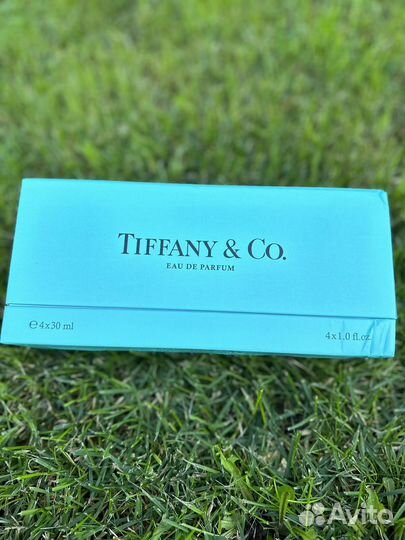 TIFFANY & CO.
EAU DE PARFUM
℮ 4x30 ml
4x1.0 fl.oz.
Avito